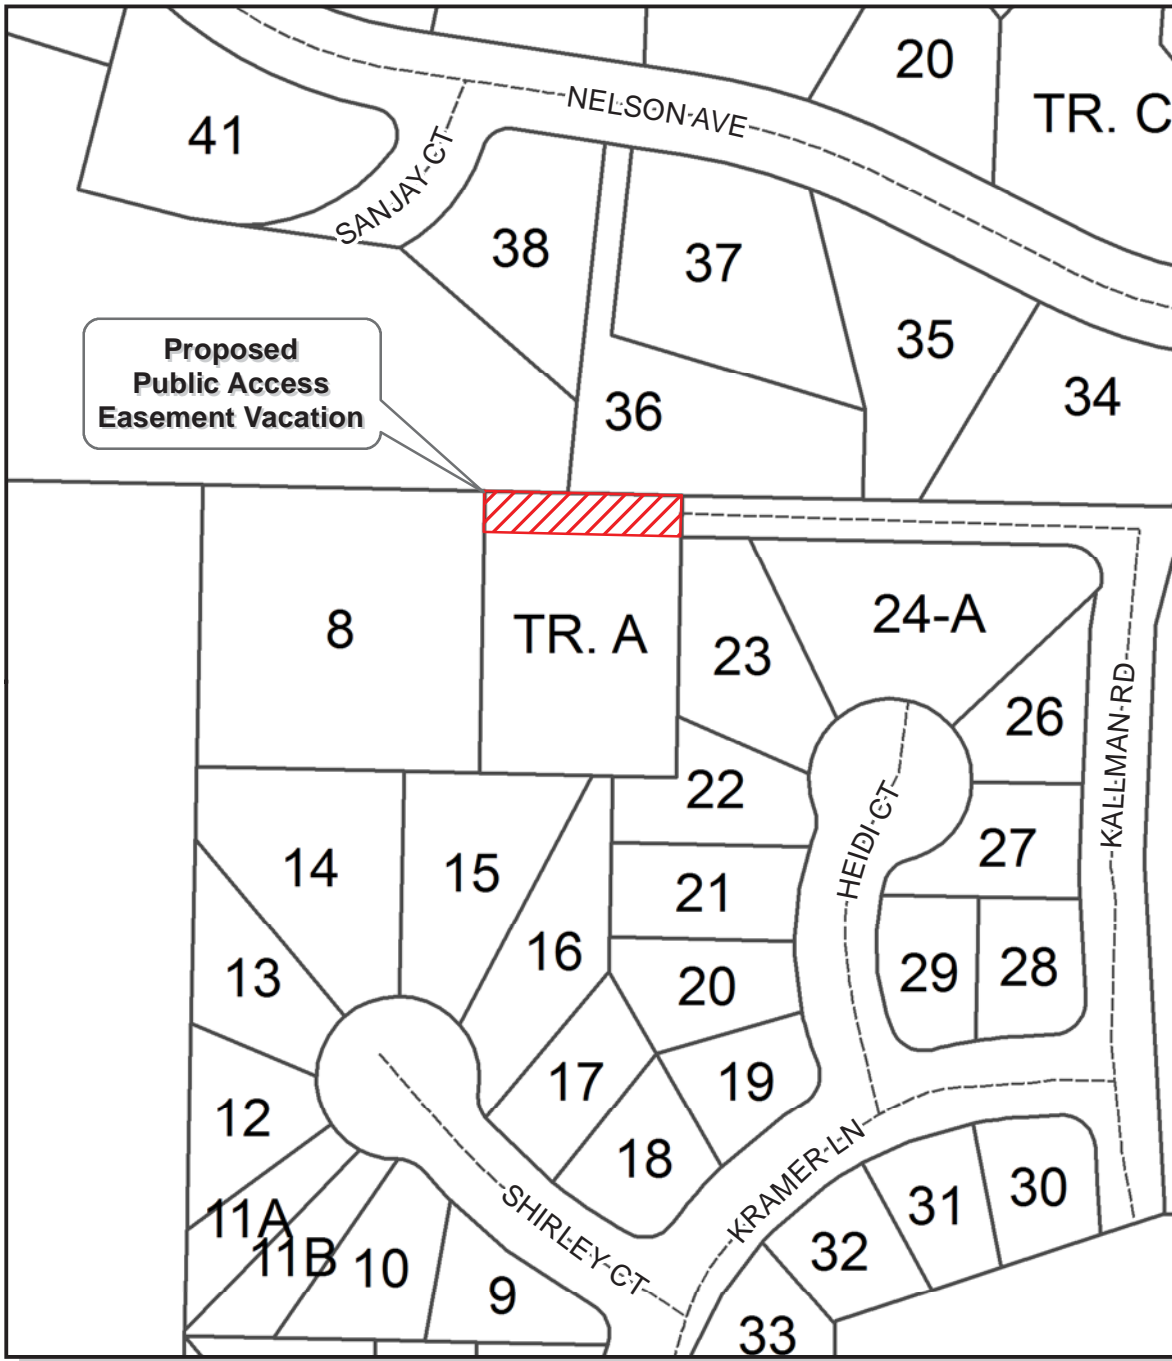 20
TR. C
NELSON AVE
41
SANJAY CT
38
37
35
34
36
Proposed
Public Access
Easement Vacation
8
TR. A
23
24-A
26
22
KALLMAN RD
HEIDI CT
27
14
15
21
16
13
20
29
28
17
19
12
18
KRAMER LN
11A
30
31
SHIRLEY CT
11B
10
32
9
33